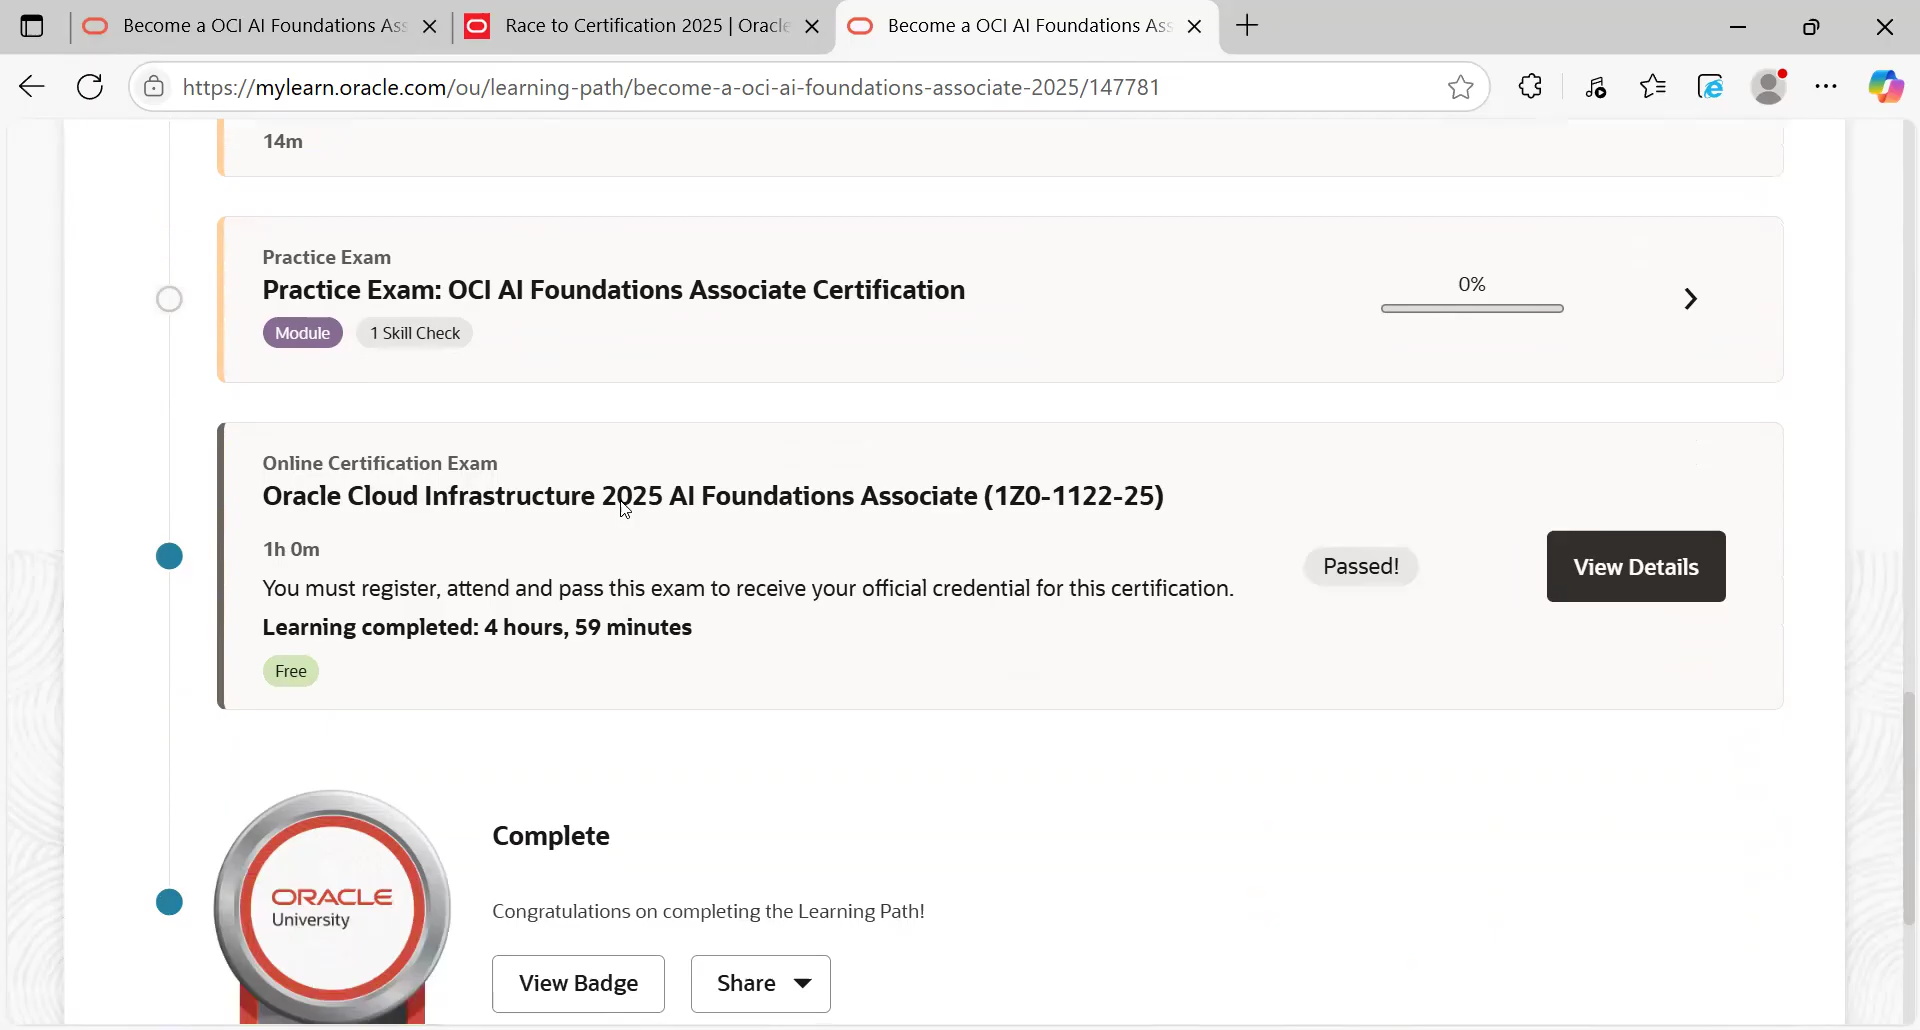 Become a OCI AI Foundations Ass
Race to Certification 2025 | Oracle
Become a OCI AI Foundations Ass
https://mylearn.oracle.com/ou/learning-path/become-a-oci-ai-foundations-associate-2025/147781
14m
Practice Exam
Practice Exam: OCI AI Foundations Associate Certification
0%
Module 1 Skill Check
Online Certification Exam
Oracle Cloud Infrastructure 2025 AI Foundations Associate (1Z0-1122-25)
1h 0m
Passed!
View Details
You must register, attend and pass this exam to receive your official credential for this certification.
Learning completed: 4 hours, 59 minutes
Free
Complete
ORACLE
University
Congratulations on completing the Learning Path!
View Badge
Share